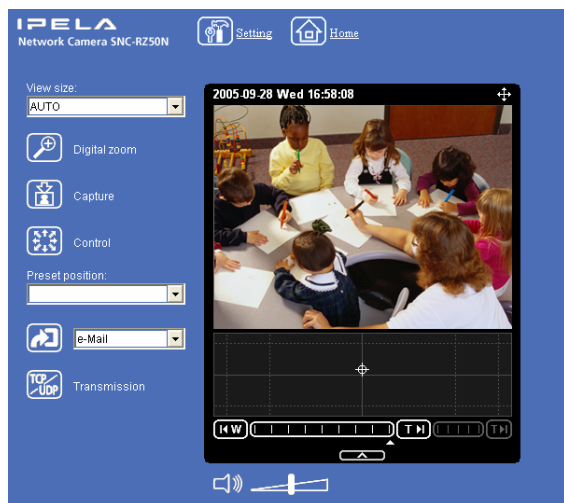 IPELA
Network Camera SNC-RZ50N
Setting
Home
View size:
AUTO
2005-09-28 Wed 16:58:08
Digital zoom
Capture
Control
Preset position:
e-Mail
TCP/UDP
Transmission
W
T
T